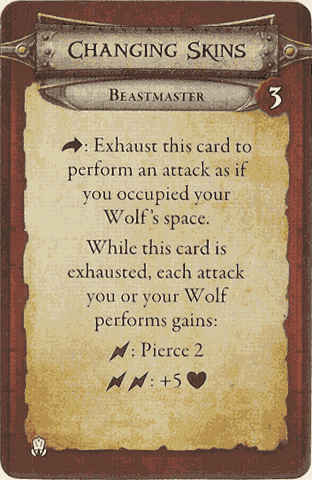 CHANGING SKINS
BEASTMASTER
3
: Exhaust this card to
perform an attack as if
you occupied your
Wolf's space.
While this card is
exhausted, each attack
you or your Wolf
performs gains:
: Pierce 2
: +5